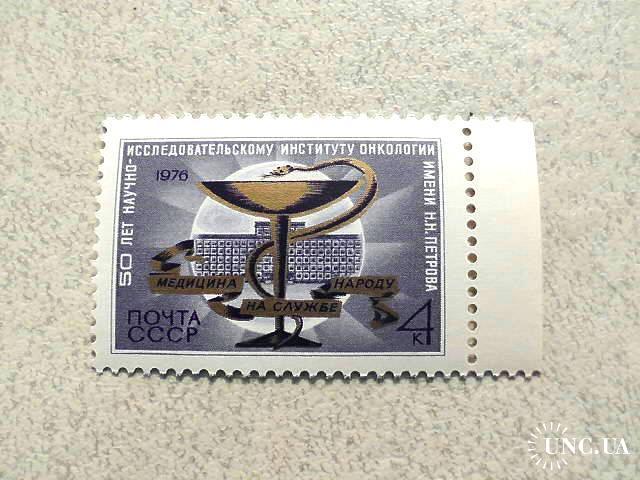 50 ЛЕТ НАУЧНО-
ИССЛЕДОВАТЕЛЬСКОМУ ИНСТИТУТУ ОНКОЛОГИИ
ИМЕНИ Н.Н. ПЕТРОВА
1976
МЕДИЦИНА
НА СЛУЖБЕ
НАРОДУ
ПОЧТА
СССР
4 К
UNC.UA